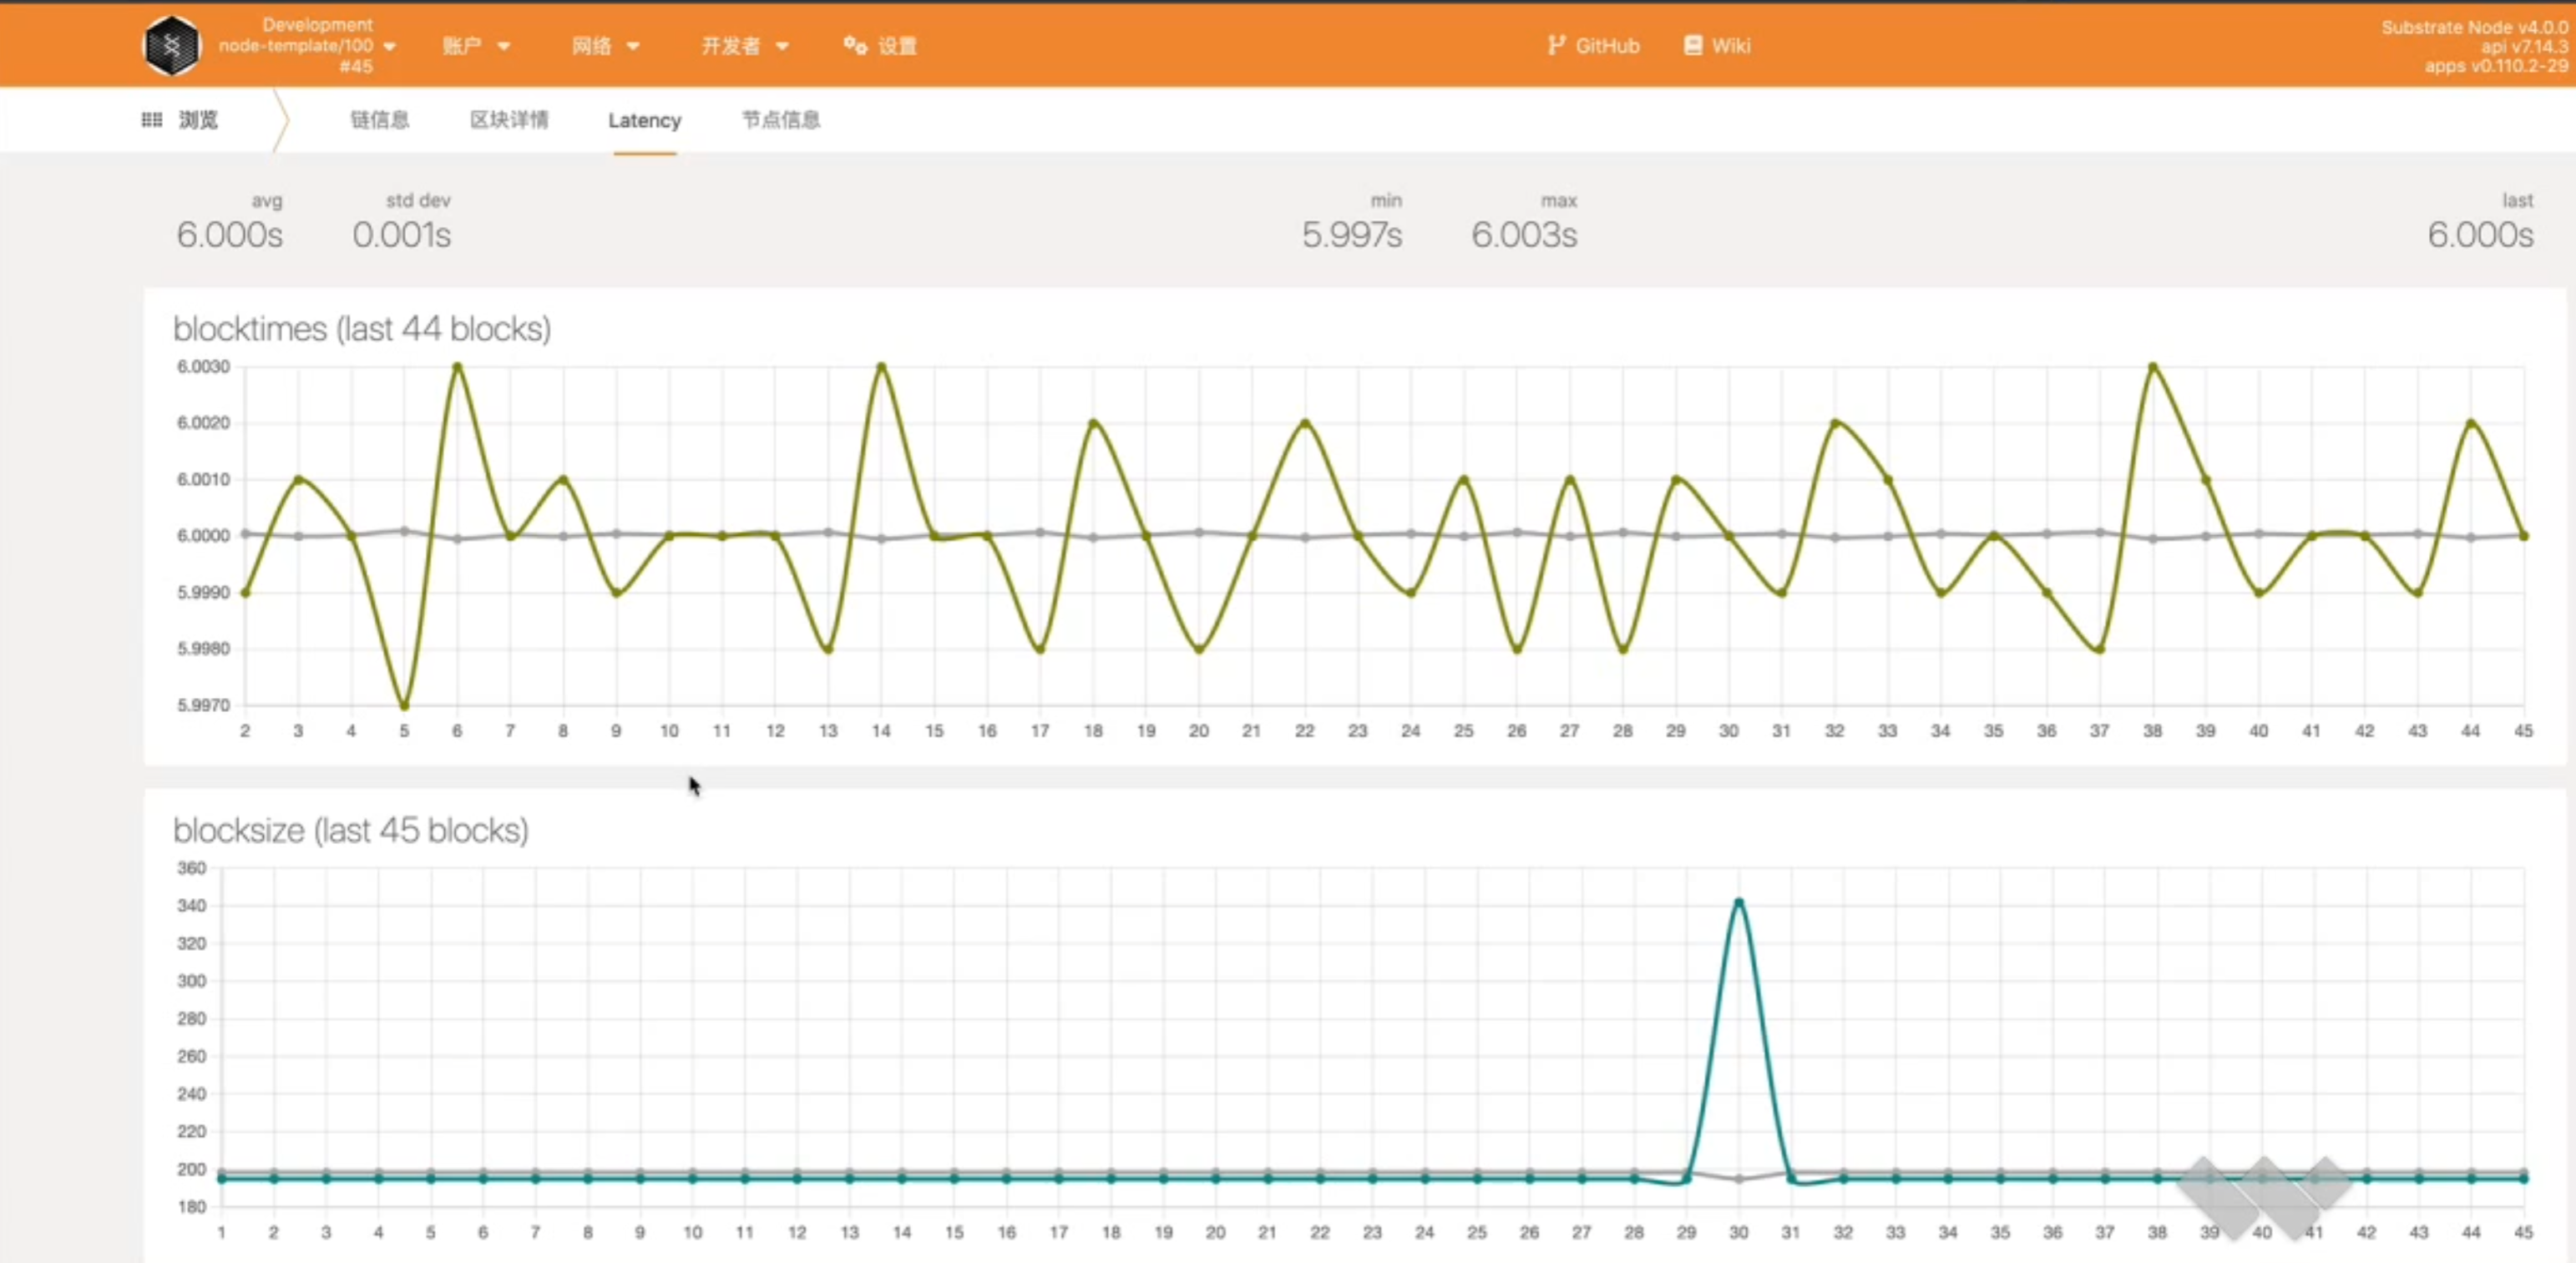 Development
node-template/100
#45
账户
网络
开发者
设置
GitHub
Wiki
Substrate Node v4.0.0
api v7.14.3
apps v0.110.2-29
浏览
链信息
区块详情
Latency
节点信息
avg
6.000s
std dev
0.001s
min
5.997s
max
6.003s
last
6.000s
blocktimes (last 44 blocks)
6.0030
6.0020
6.0010
6.0000
5.9990
5.9980
5.9970
2 3 4 5 6 7 8 9 10 11 12 13 14 15 16 17 18 19 20 21 22 23 24 25 26 27 28 29 30 31 32 33 34 35 36 37 38 39 40 41 42 43 44 45
blocksize (last 45 blocks)
360
340
320
300
280
260
240
220
200
180
1 2 3 4 5 6 7 8 9 10 11 12 13 14 15 16 17 18 19 20 21 22 23 24 25 26 27 28 29 30 31 32 33 34 35 36 37 38 39 40 41 42 43 44 45